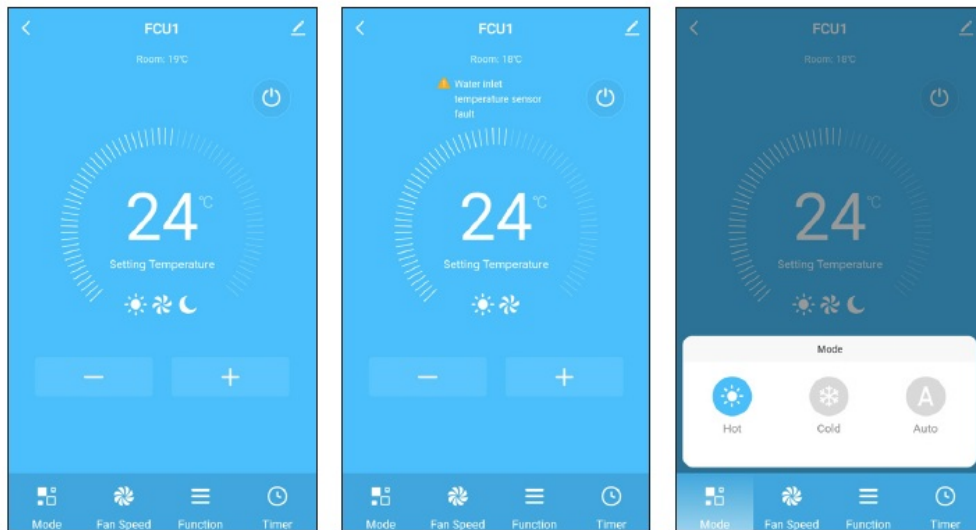 FCU1
Room: 19°C
24°C
Setting Temperature
Mode Fan Speed Function Timer
FCU1
Room: 18°C
Water inlet
temperature sensor
fault
24°C
Setting Temperature
Mode Fan Speed Function Timer
FCU1
Room: 18°C
24°C
Setting Temperature
Mode
A
Hot Cold Auto
Mode Fan Speed Function Timer